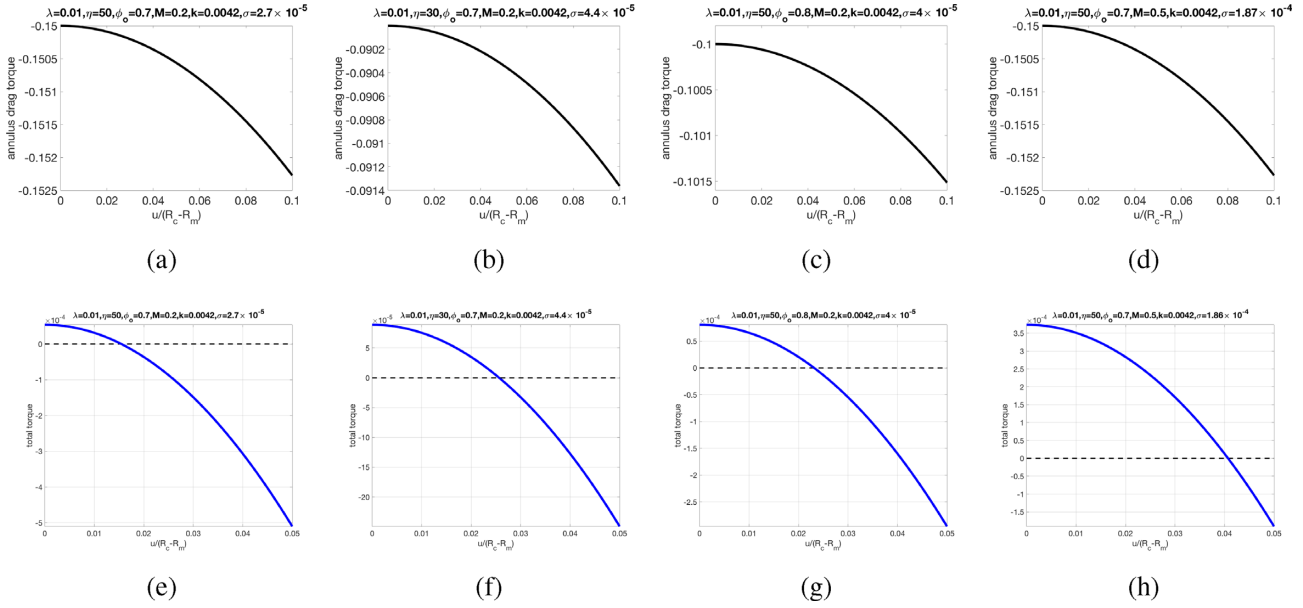 λ=0.01,η=50,ϕo=0.7,M=0.2,k=0.0042,σ=2.7× 10-5
-0.15
-0.1505
-0.151
-0.1515
-0.152
-0.1525
annulus drag torque
0 0.02 0.04 0.06 0.08 0.1
u/(Rc-Rm)
(a)
λ=0.01,η=30,ϕo=0.7,M=0.2,k=0.0042,σ=4.4× 10-5
-0.0902
-0.0904
-0.0906
-0.0908
-0.091
-0.0912
-0.0914
annulus drag torque
0 0.02 0.04 0.06 0.08 0.1
u/(Rc-Rm)
(b)
λ=0.01,η=50,ϕo=0.8,M=0.2,k=0.0042,σ=4× 10-5
-0.1
-0.1005
-0.101
-0.1015
annulus drag torque
0 0.02 0.04 0.06 0.08 0.1
u/(Rc-Rm)
(c)
λ=0.01,η=50,ϕo=0.7,M=0.5,k=0.0042,σ=1.87× 10-4
-0.15
-0.1505
-0.151
-0.1515
-0.152
-0.1525
annulus drag torque
0 0.02 0.04 0.06 0.08 0.1
u/(Rc-Rm)
(d)
λ=0.01,η=50,ϕo=0.7,M=0.2,k=0.0042,σ=2.7× 10-5
×10-4
0
-1
-2
-3
-4
-5
total torque
0 0.01 0.02 0.03 0.04 0.05
u/(Rc-Rm)
(e)
λ=0.01,η=30,ϕo=0.7,M=0.2,k=0.0042,σ=4.4× 10-5
×10-5
5
0
-5
-10
-15
-20
total torque
0 0.01 0.02 0.03 0.04 0.05
u/(Rc-Rm)
(f)
λ=0.01,η=50,ϕo=0.8,M=0.2,k=0.0042,σ=4× 10-5
×10-4
0.5
0
-0.5
-1
-1.5
-2
-2.5
total torque
0 0.01 0.02 0.03 0.04 0.05
u/(Rc-Rm)
(g)
λ=0.01,η=50,ϕo=0.7,M=0.5,k=0.0042,σ=1.86× 10-4
×10-4
3.5
3
2.5
2
1.5
1
0.5
0
-0.5
-1
-1.5
total torque
0 0.01 0.02 0.03 0.04 0.05
u/(Rc-Rm)
(h)